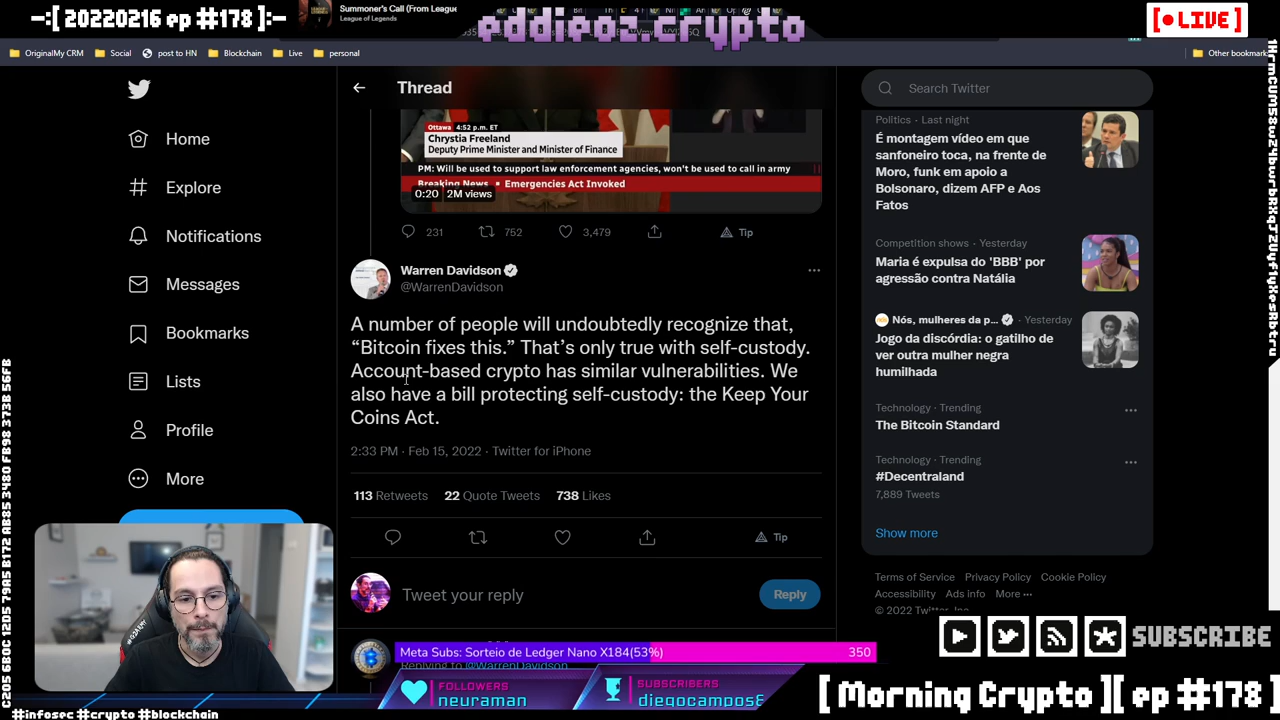 -:[ 20220216 ep #178 ]:-
Summoner's Call (From League
League of Legends
eddieoz.crypto
[ LIVE ]
OriginalMy CRM
Social
post to HN
Blockchain
Live
personal
Other bookmark
Thread
Search Twitter
Home
Explore
Notifications
Messages
Bookmarks
Lists
Profile
More
Ottawa 4:52 p.m. ET
Chrystia Freeland
Deputy Prime Minister and Minister of Finance
PM: Will be used to support law enforcement agencies, won't be used to call in army
Breaking News • Emergencies Act Invoked
0:20 2M views
231
752
3,479
Tip
Warren Davidson
@WarrenDavidson
A number of people will undoubtedly recognize that,
“Bitcoin fixes this.” That’s only true with self-custody.
Account-based crypto has similar vulnerabilities. We
also have a bill protecting self-custody: the Keep Your
Coins Act.
2:33 PM · Feb 15, 2022 · Twitter for iPhone
113 Retweets 22 Quote Tweets 738 Likes
Tip
Tweet your reply
Reply
Replying to @WarrenDavidson
Politics · Last night
É montagem vídeo em que
sanfoneiro toca, na frente de
Moro, funk em apoio a
Bolsonaro, dizem AFP e Aos
Fatos
Competition shows · Yesterday
Maria é expulsa do 'BBB' por
agressão contra Natália
Nós, mulheres da p... · Yesterday
Jogo da discórdia: o gatilho de
ver outra mulher negra
humilhada
Technology · Trending
The Bitcoin Standard
Technology · Trending
#Decentraland
7,889 Tweets
Show more
Terms of Service Privacy Policy Cookie Policy
Accessibility Ads info More ···
© 2022 Twitter, Inc.
SUBSCRIBE
Meta Subs: Sorteio de Ledger Nano X184(53%)
350
FOLLOWERS
neuraman
SUBSCRIBERS
diegocampos8
[ Morning Crypto ][ ep #178 ]
#infosec #crypto #blockchain